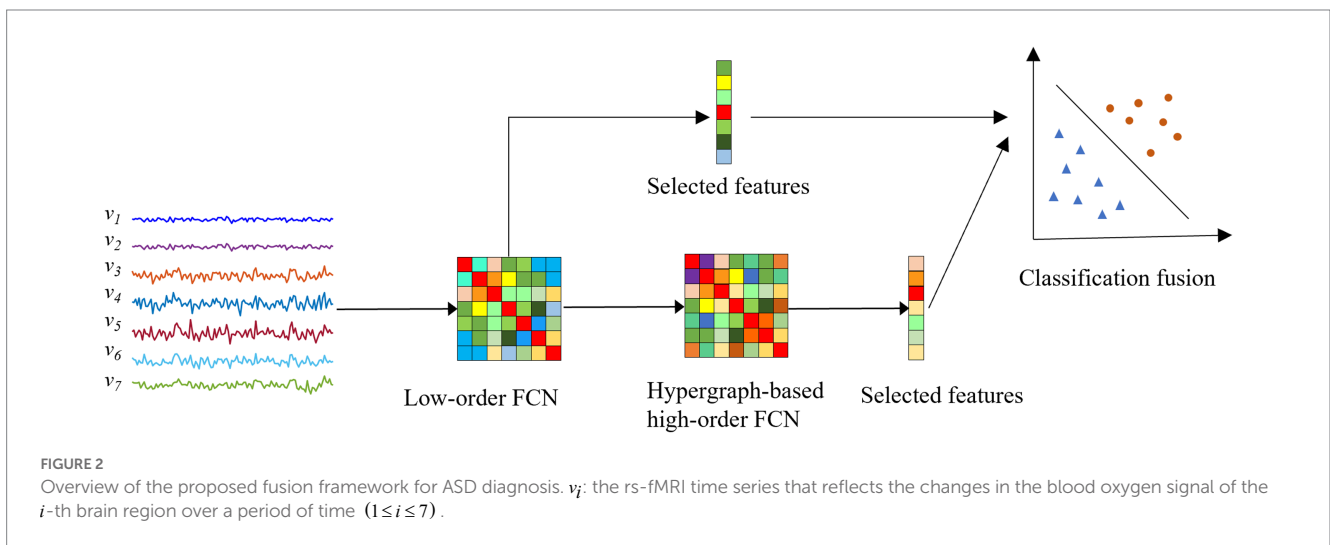 v1
v2
v3
v4
v5
v6
v7
Selected features
Classification fusion
Low-order FCN
Hypergraph-based
high-order FCN
Selected features
FIGURE 2
Overview of the proposed fusion framework for ASD diagnosis. vi: the rs-fMRI time series that reflects the changes in the blood oxygen signal of the
i-th brain region over a period of time (1≤i≤7).